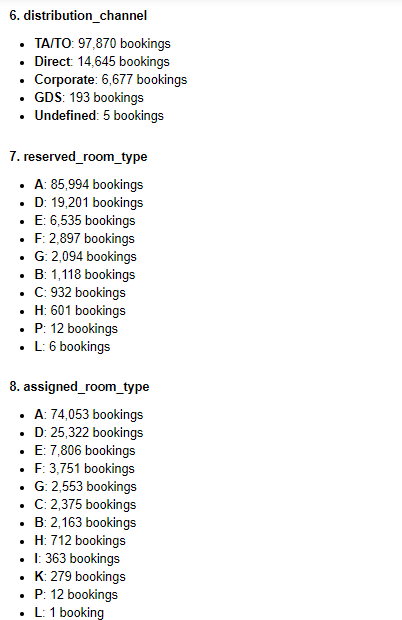 6. distribution_channel
• TA/TO: 97,870 bookings
• Direct: 14,645 bookings
• Corporate: 6,677 bookings
• GDS: 193 bookings
• Undefined: 5 bookings
7. reserved_room_type
• A: 85,994 bookings
• D: 19,201 bookings
• E: 6,535 bookings
• F: 2,897 bookings
• G: 2,094 bookings
• B: 1,118 bookings
• C: 932 bookings
• H: 601 bookings
• P: 12 bookings
• L: 6 bookings
8. assigned_room_type
• A: 74,053 bookings
• D: 25,322 bookings
• E: 7,806 bookings
• F: 3,751 bookings
• G: 2,553 bookings
• C: 2,375 bookings
• B: 2,163 bookings
• H: 712 bookings
• I: 363 bookings
• K: 279 bookings
• P: 12 bookings
• L: 1 booking